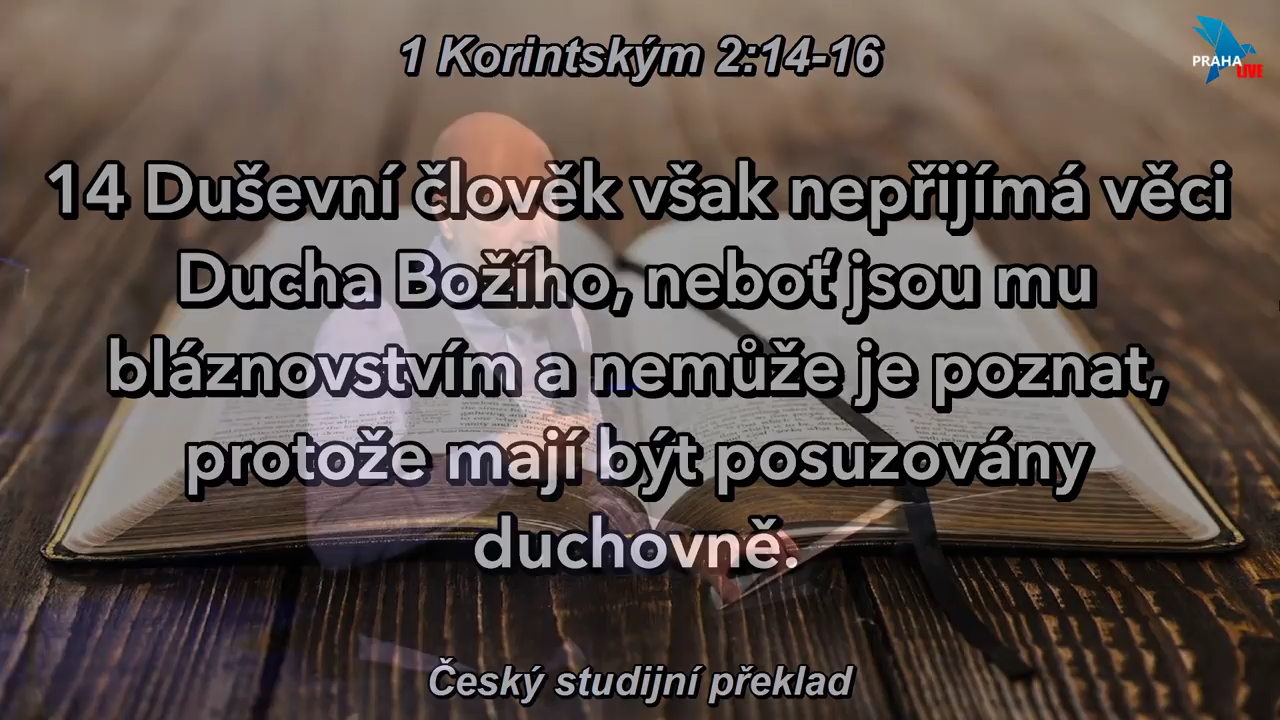 1 Korintským 2:14-16
PRAHA
LIVE
14 Duševní člověk však nepřijímá věci
Ducha Božího, neboť jsou mu
bláznovstvím a nemůže je poznat,
protože mají být posuzovány
duchovně.
Český studijní překlad